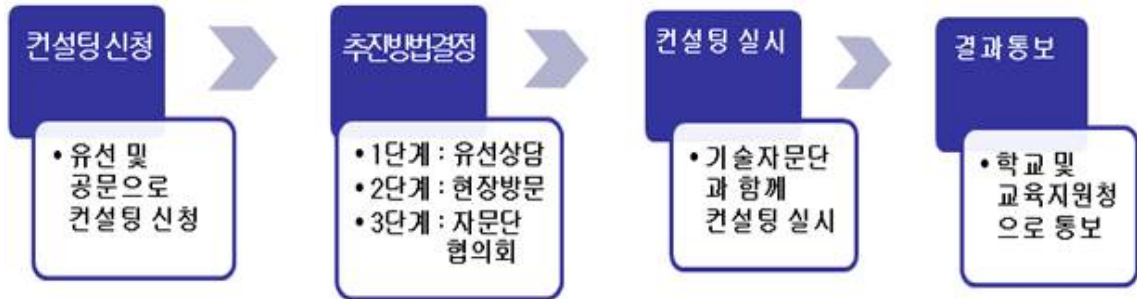 컨설팅 신청
• 유선 및
공문으로
컨설팅 신청
추진방법결정
• 1단계 : 유선상담
• 2단계 : 현장방문
• 3단계 : 자문단
협의회
컨설팅 실시
• 기술자문단
과 함께
컨설팅 실시
결과통보
• 학교 및
교육지원청
으로 통보